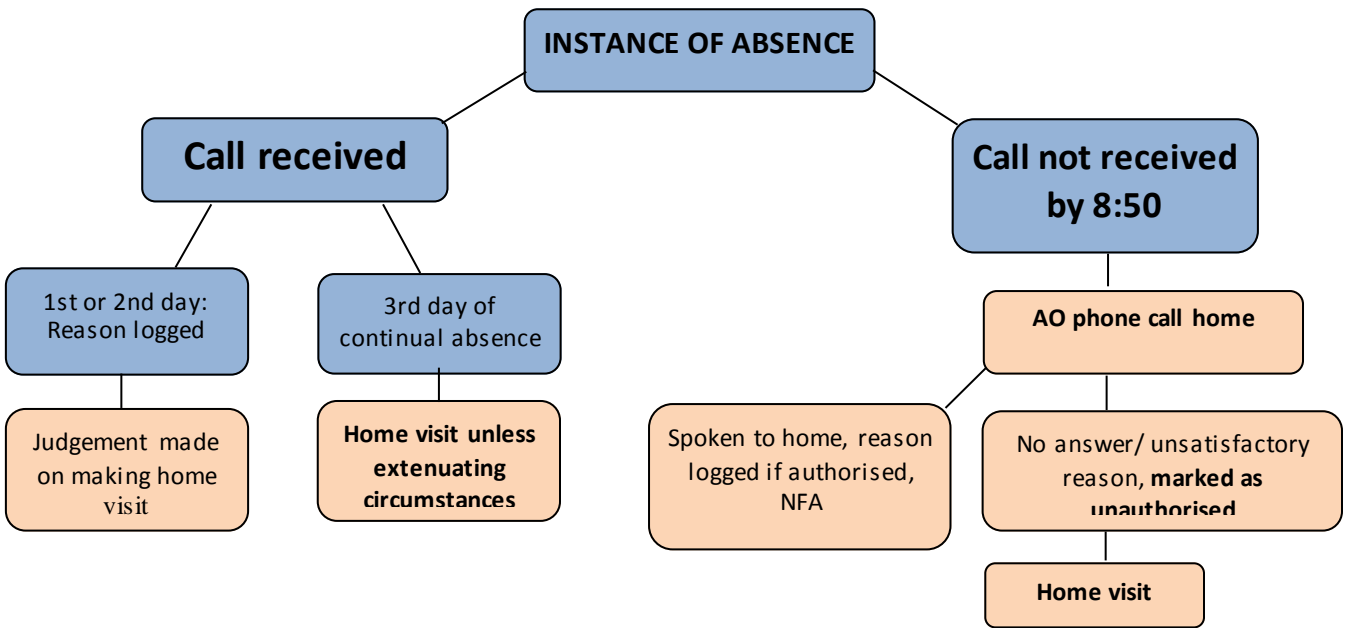 INSTANCE OF ABSENCE
Call received
Call not received
by 8:50
1st or 2nd day:
Reason logged
3rd day of
continual absence
AO phone call home
Judgement made
on making home
visit
Home visit unless
extenuating
circumstances
Spoken to home, reason
logged if authorised,
NFA
No answer/ unsatisfactory
reason, marked as
unauthorised
Home visit